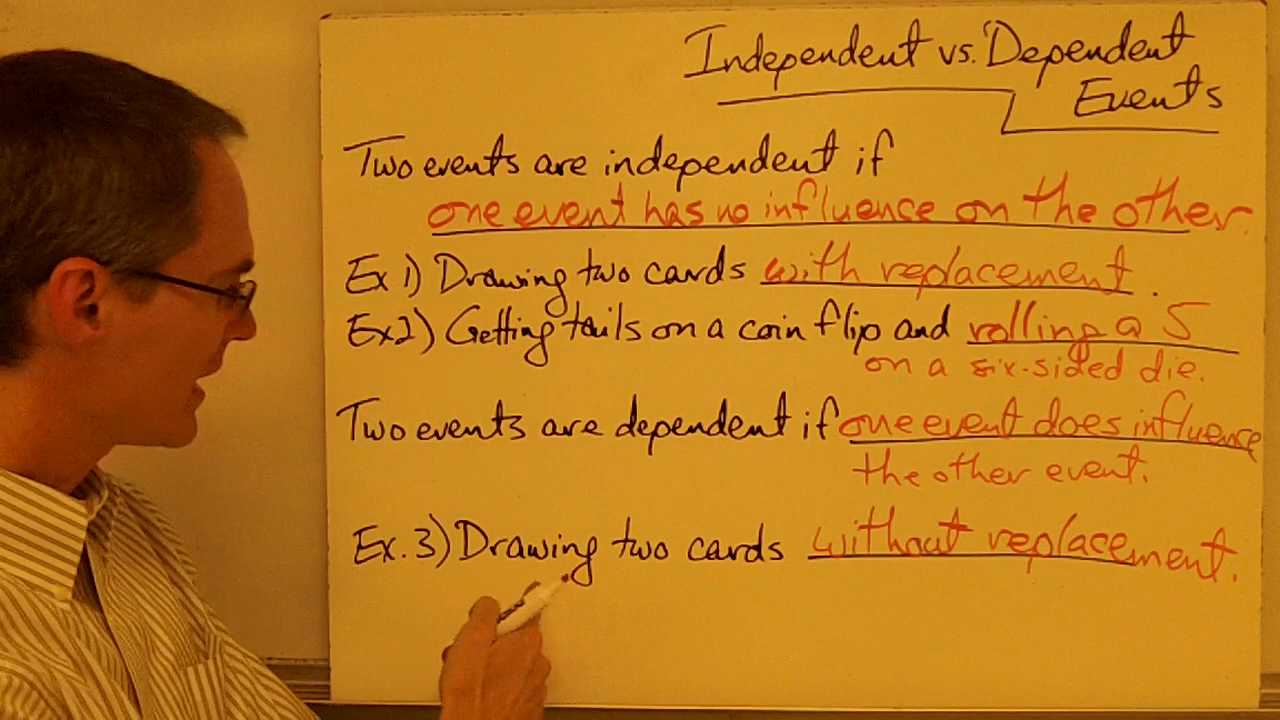 Independent vs. Dependent
Events
Two events are independent if
one event has no influence on the other.
Ex 1) Drawing two cards with replacement.
Ex2) Getting tails on a coin flip and rolling a 5
on a six-sided die.
Two events are dependent if one event does influence
the other event.
Ex. 3) Drawing two cards without replacement.